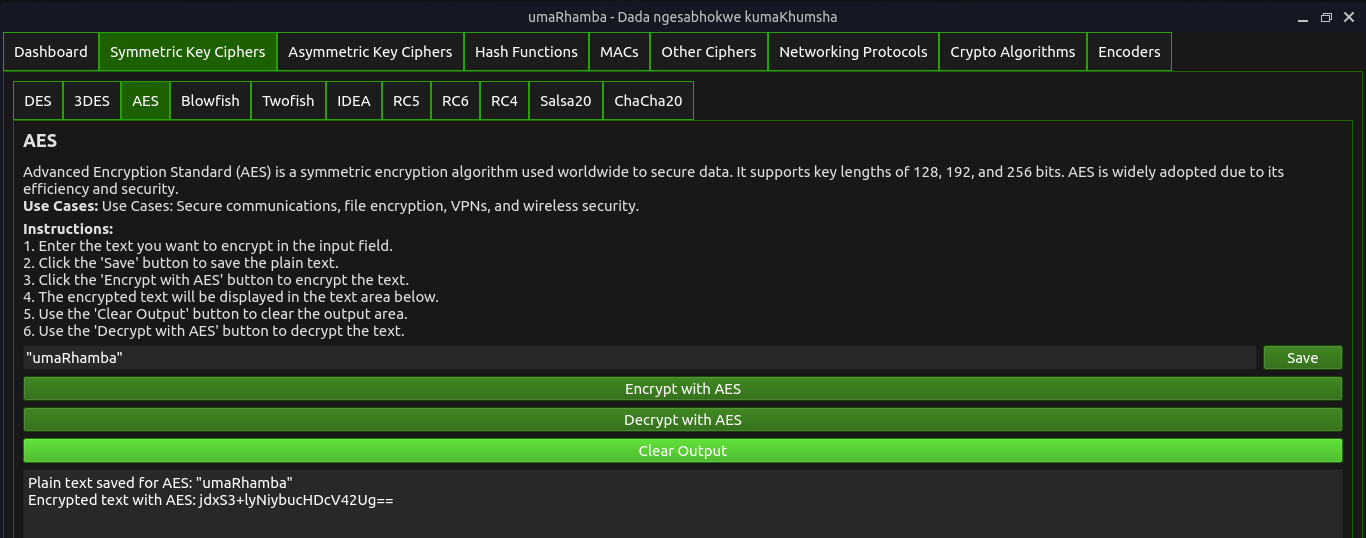 umaRhamba - Dada ngesabhokwe kumaKhumsha
Dashboard Symmetric Key Ciphers Asymmetric Key Ciphers Hash Functions MACs Other Ciphers Networking Protocols Crypto Algorithms Encoders
DES 3DES AES Blowfish Twofish IDEA RC5 RC6 RC4 Salsa20 ChaCha20
AES
Advanced Encryption Standard (AES) is a symmetric encryption algorithm used worldwide to secure data. It supports key lengths of 128, 192, and 256 bits. AES is widely adopted due to its
efficiency and security.
Use Cases: Use Cases: Secure communications, file encryption, VPNs, and wireless security.
Instructions:
1. Enter the text you want to encrypt in the input field.
2. Click the 'Save' button to save the plain text.
3. Click the 'Encrypt with AES' button to encrypt the text.
4. The encrypted text will be displayed in the text area below.
5. Use the 'Clear Output' button to clear the output area.
6. Use the 'Decrypt with AES' button to decrypt the text.
"umaRhamba" Save
Encrypt with AES
Decrypt with AES
Clear Output
Plain text saved for AES: "umaRhamba"
Encrypted text with AES: jdxS3+lyNiybucHDcV42Ug==